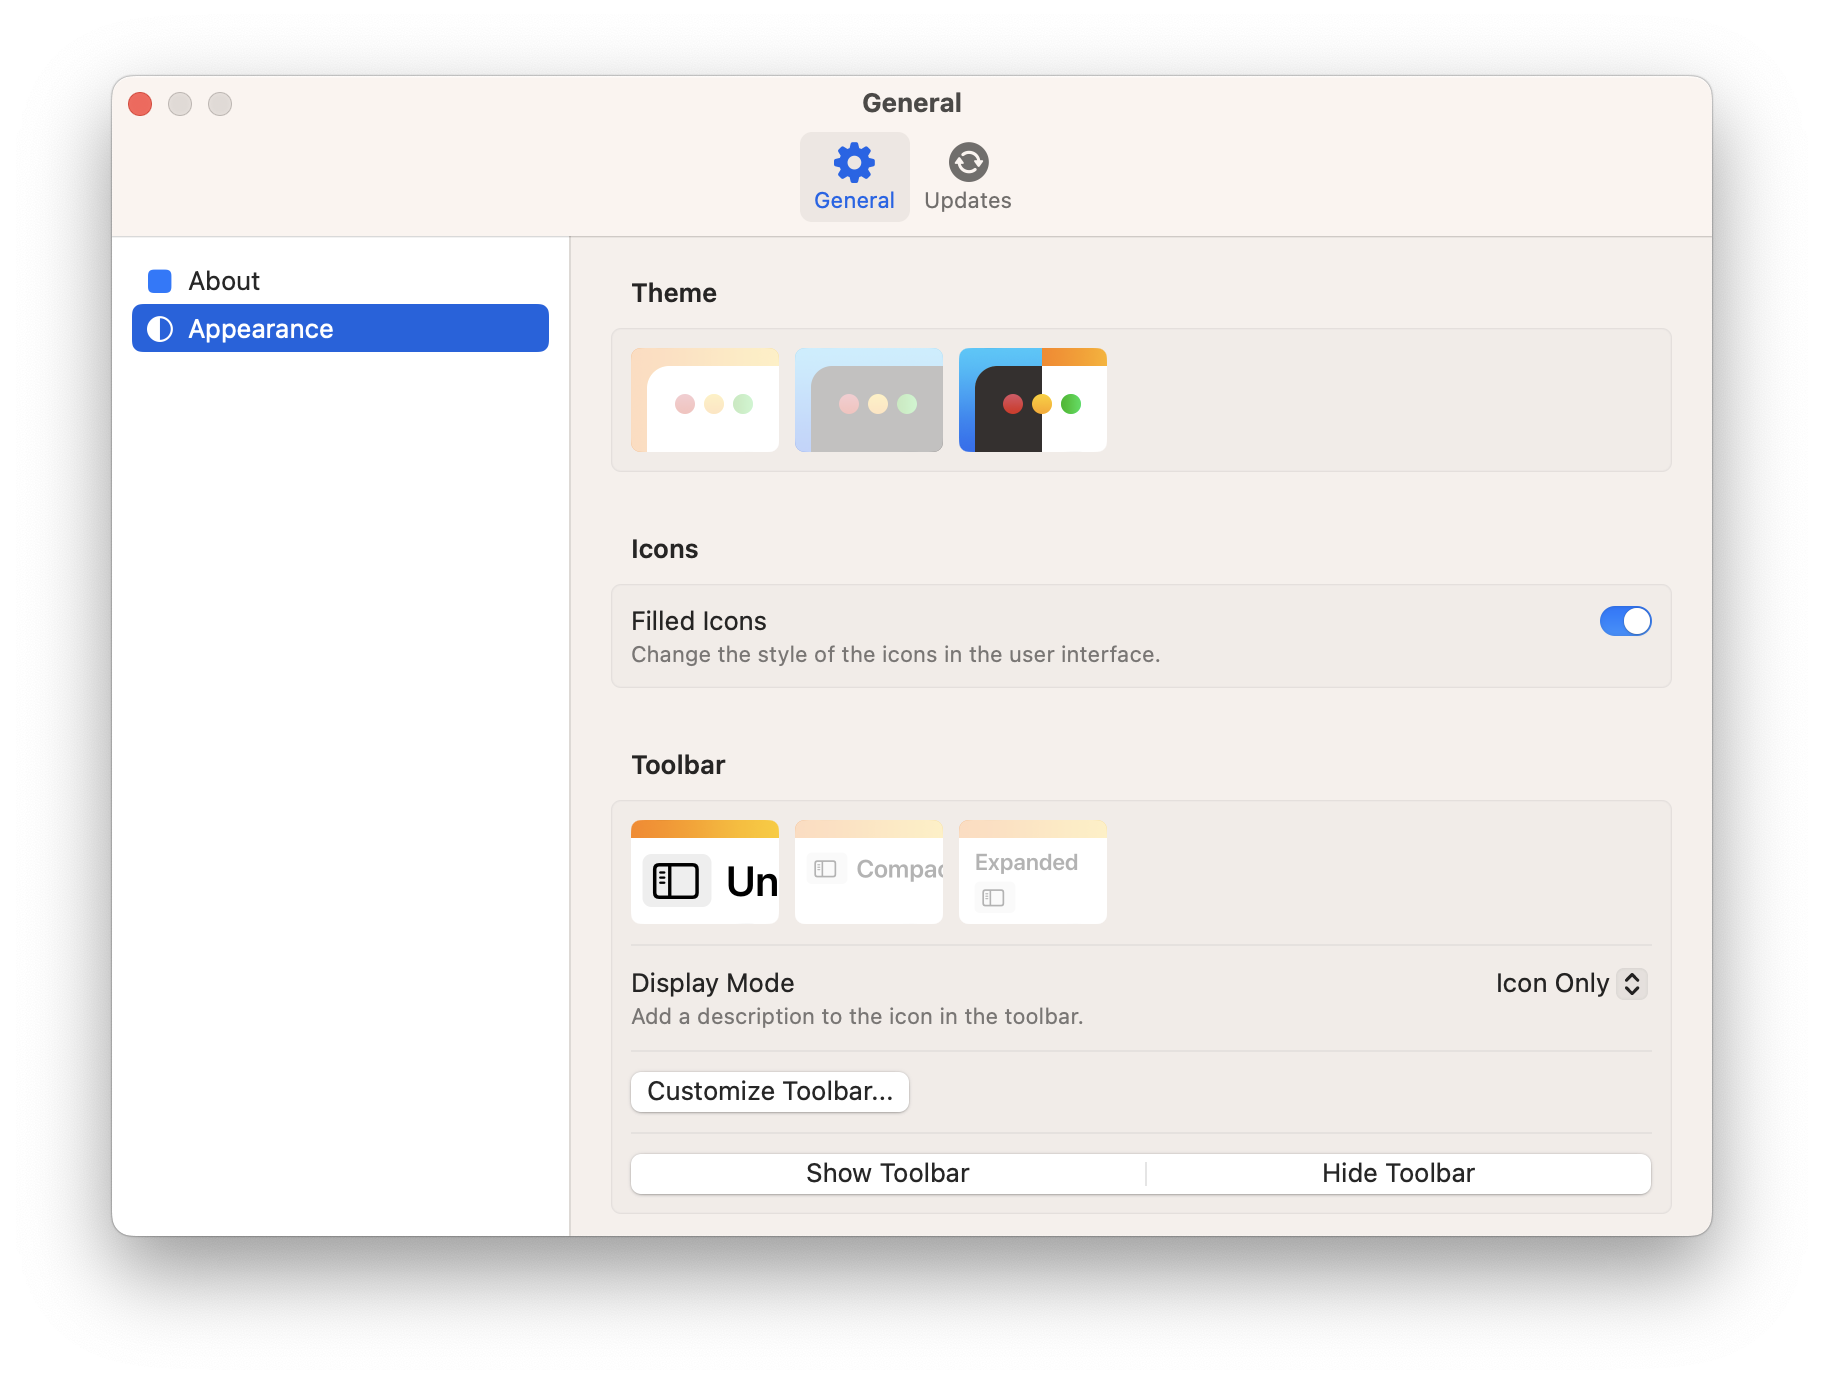 General
General
Updates
About
Appearance
Theme
Icons
Filled Icons
Change the style of the icons in the user interface.
Toolbar
Un
Compac
Expanded
Display Mode
Icon Only
Add a description to the icon in the toolbar.
Customize Toolbar...
Show Toolbar
Hide Toolbar